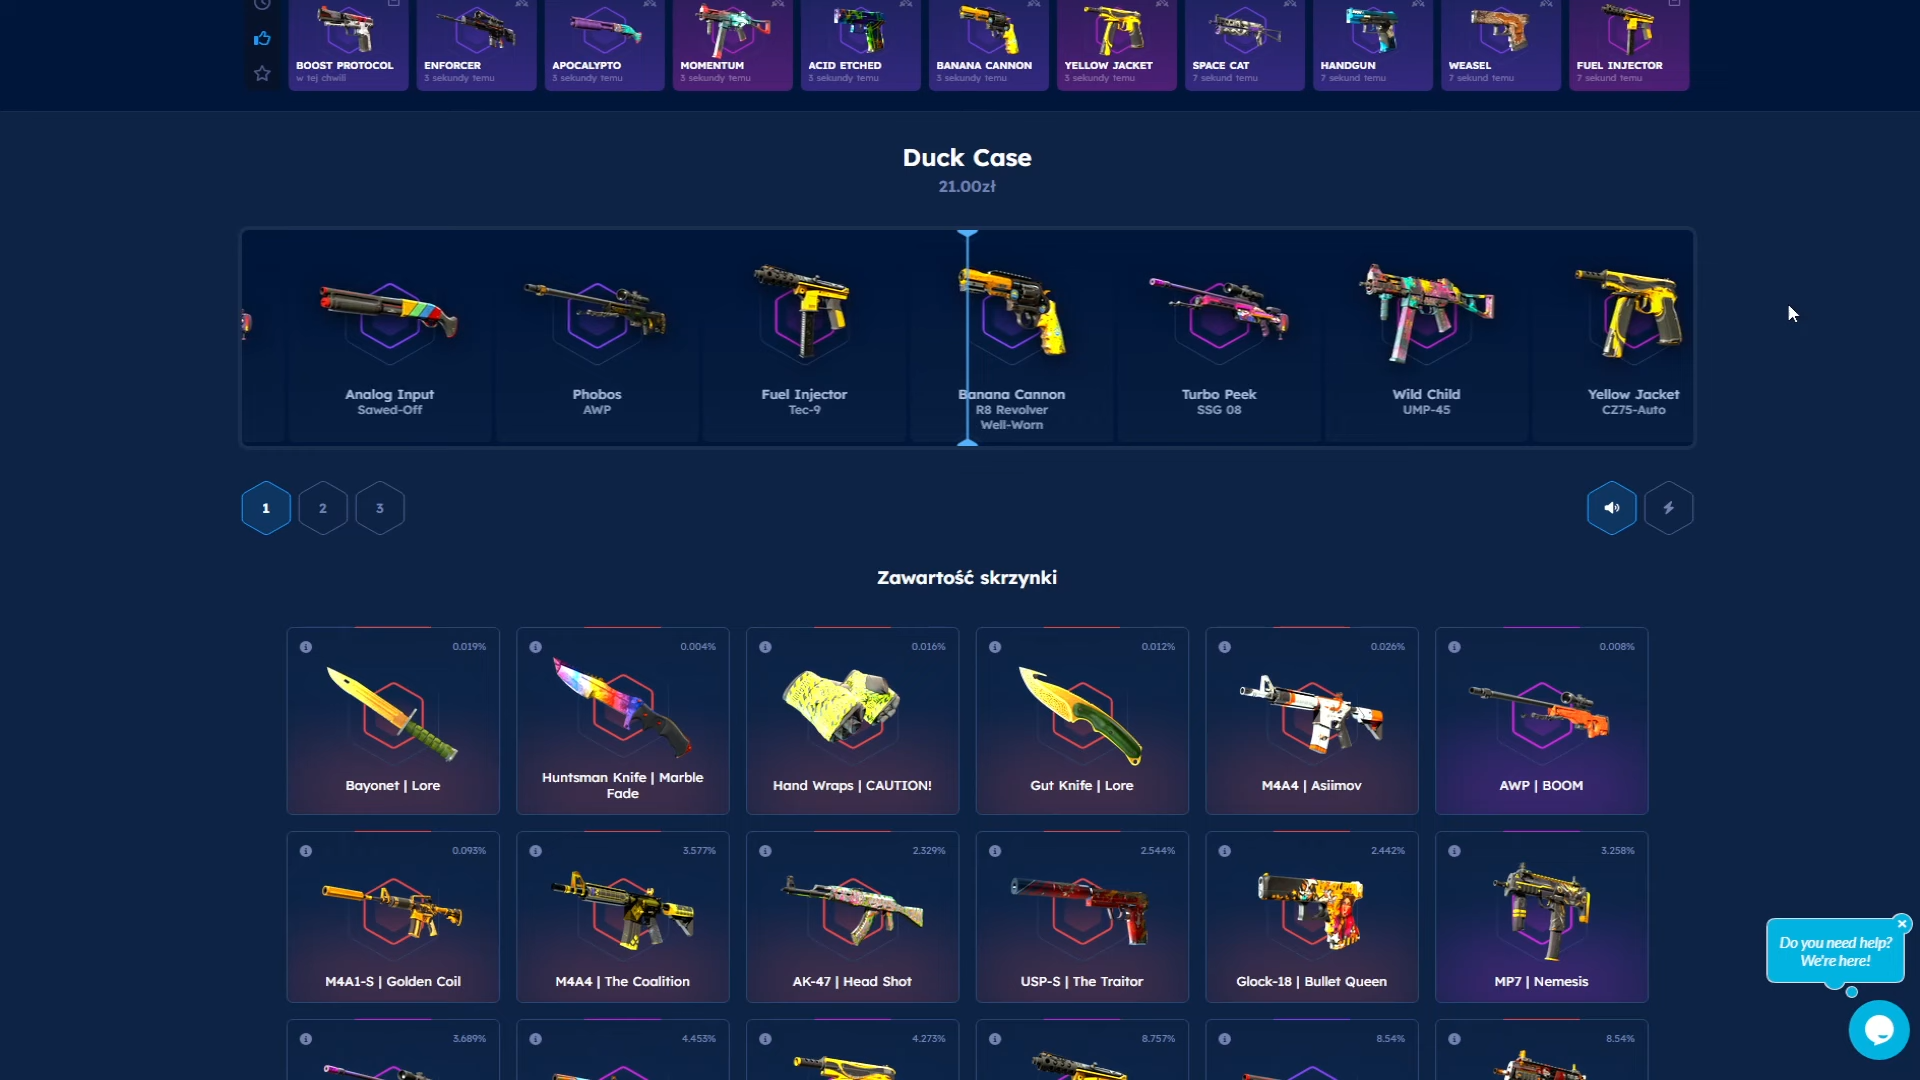 BOOST PROTOCOL
w tej chwili
ENFORCER
3 sekundy temu
APOCALYPTO
3 sekundy temu
MOMENTUM
3 sekundy temu
ACID ETCHED
3 sekundy temu
BANANA CANNON
3 sekundy temu
YELLOW JACKET
3 sekundy temu
SPACE CAT
7 sekund temu
HANDGUN
7 sekund temu
WEASEL
7 sekund temu
FUEL INJECTOR
7 sekund temu
Duck Case
21.00zł
Analog Input
Sawed-Off
Phobos
AWP
Fuel Injector
Tec-9
Banana Cannon
R8 Revolver
Well-Worn
Turbo Peek
SSG 08
Wild Child
UMP-45
Yellow Jacket
CZ75-Auto
1
2
3
Zawartość skrzynki
0.019%
Bayonet | Lore
0.004%
Huntsman Knife | Marble
Fade
0.016%
Hand Wraps | CAUTION!
0.012%
Gut Knife | Lore
0.026%
M4A4 | Asiimov
0.008%
AWP | BOOM
0.093%
M4A1-S | Golden Coil
3.577%
M4A4 | The Coalition
2.329%
AK-47 | Head Shot
2.544%
USP-S | The Traitor
2.442%
Glock-18 | Bullet Queen
3.258%
MP7 | Nemesis
3.689%
4.453%
4.273%
8.757%
8.54%
8.54%
Do you need help?
We're here!